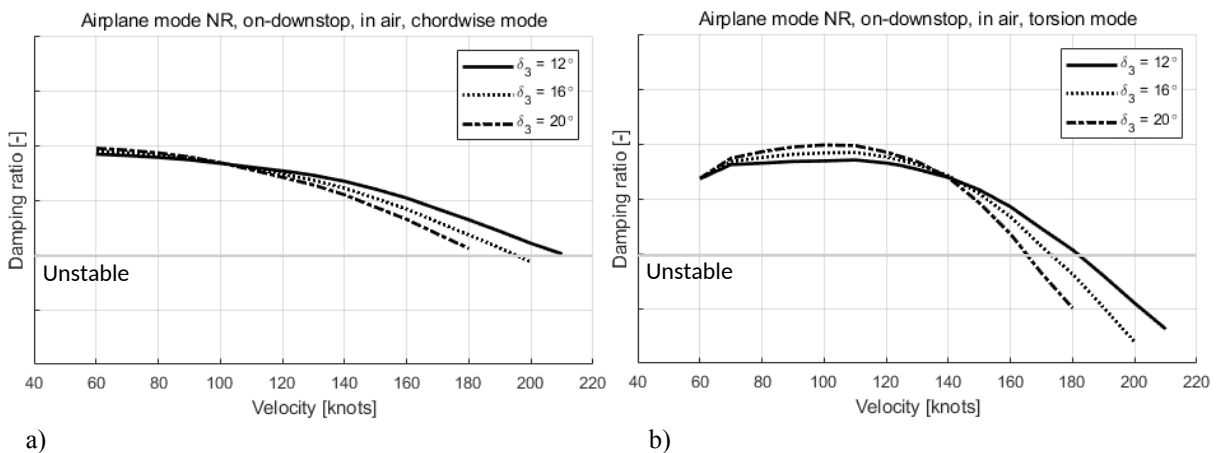 Airplane mode NR, on-downstop, in air, chordwise mode
δ3 = 12°
δ3 = 16°
δ3 = 20°
Damping ratio [-]
Unstable
40 60 80 100 120 140 160 180 200 220
Velocity [knots]
a)
Airplane mode NR, on-downstop, in air, torsion mode
δ3 = 12°
δ3 = 16°
δ3 = 20°
Damping ratio [-]
Unstable
40 60 80 100 120 140 160 180 200 220
Velocity [knots]
b)